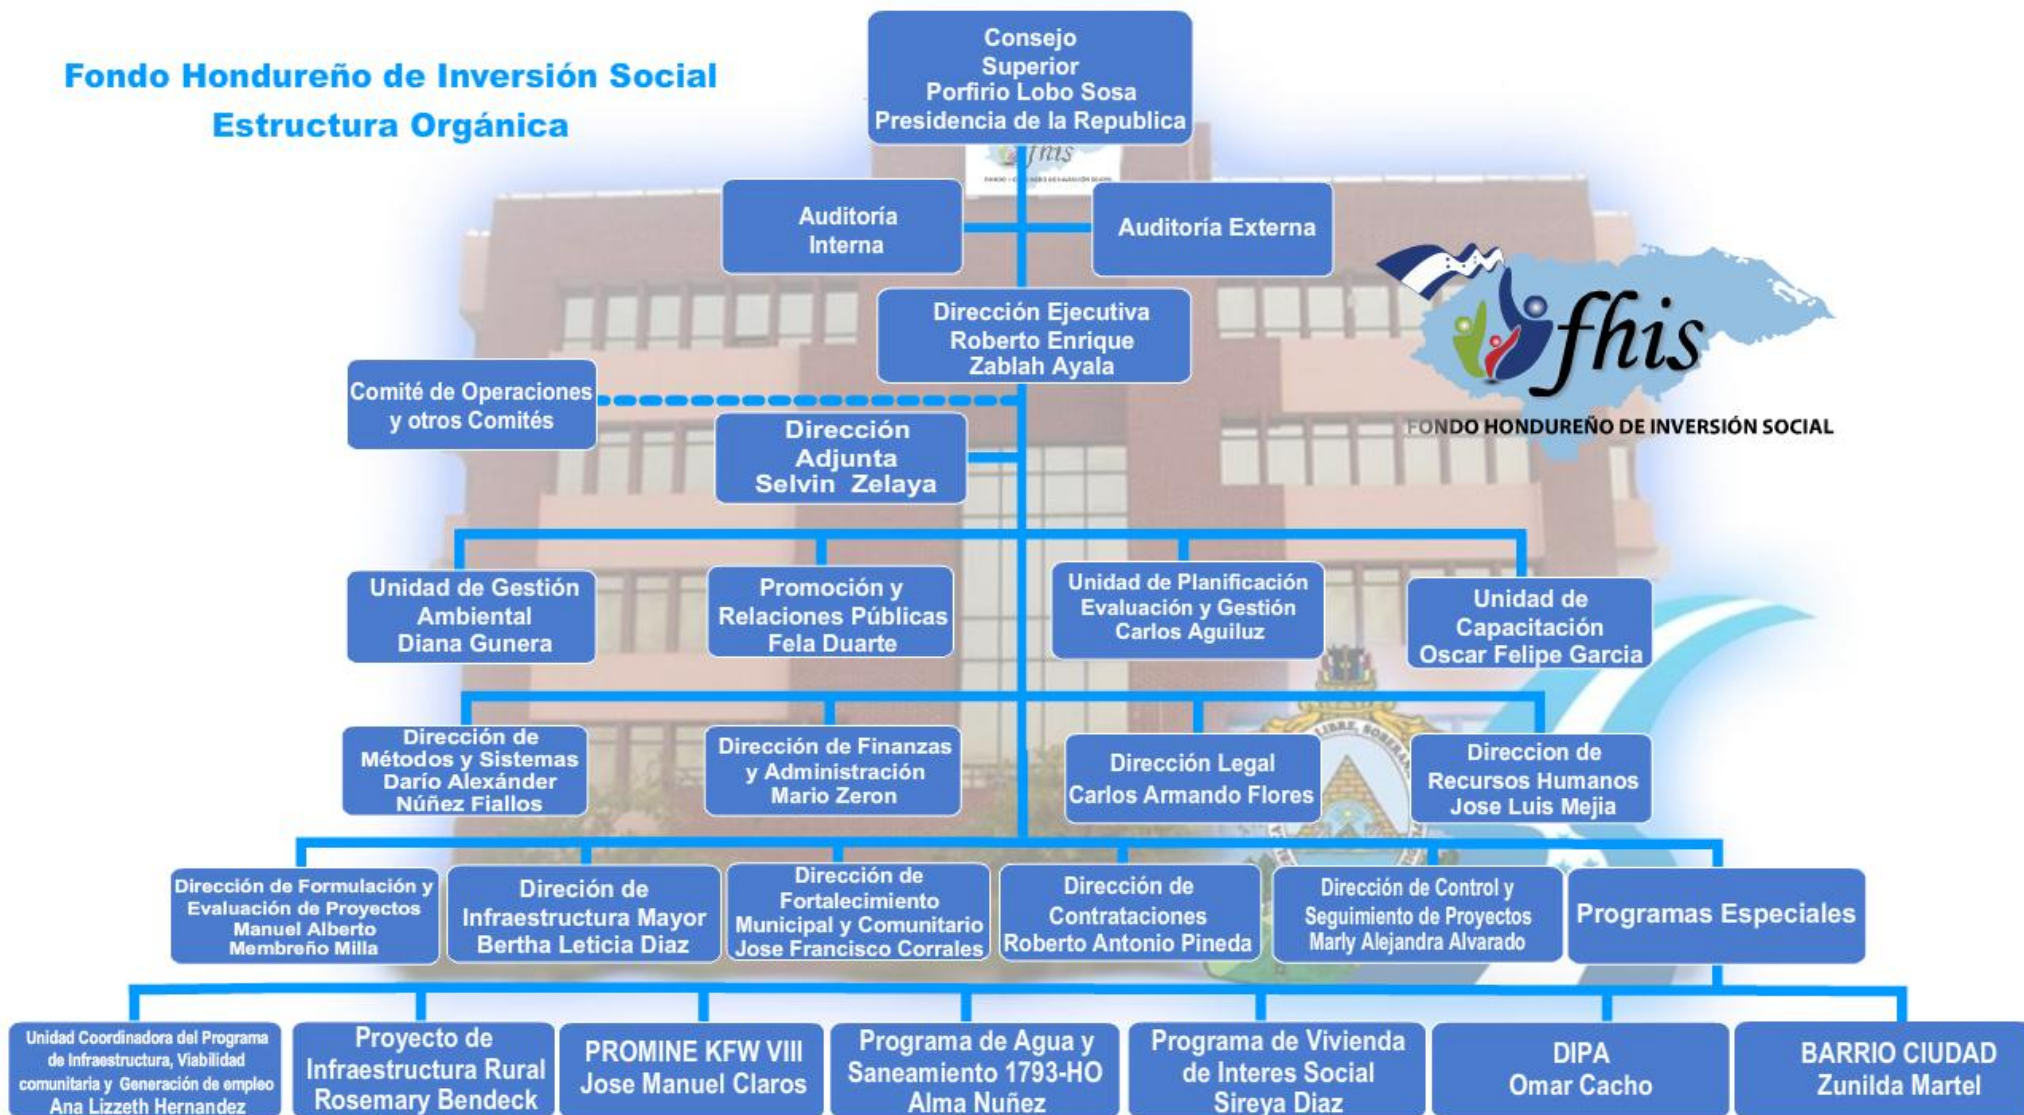 Fondo Hondureño de Inversión Social
Estructura Orgánica
Consejo
Superior
Porfirio Lobo Sosa
Presidencia de la Republica
fhis
Auditoría
Interna
Auditoría Externa
Dirección Ejecutiva
Roberto Enrique
Zablah Ayala
fhis
FONDO HONDUREÑO DE INVERSIÓN SOCIAL
Comité de Operaciones
y otros Comités
Dirección
Adjunta
Selvin Zelaya
Unidad de Gestión
Ambiental
Diana Gunera
Promoción y
Relaciones Públicas
Fela Duarte
Unidad de Planificación
Evaluación y Gestión
Carlos Aguiluz
Unidad de
Capacitación
Oscar Felipe Garcia
LIBRE, SOBERA
Dirección de
Métodos y Sistemas
Darío Alexánder
Núñez Fiallos
Dirección de Finanzas
y Administración
Mario Zeron
Dirección Legal
Carlos Armando Flores
Direccion de
Recursos Humanos
Jose Luis Mejia
Dirección de Formulación y
Evaluación de Proyectos
Manuel Alberto
Membreño Milla
Direción de
Infraestructura Mayor
Bertha Leticia Diaz
Dirección de
Fortalecimiento
Municipal y Comunitario
Jose Francisco Corrales
Dirección de
Contrataciones
Roberto Antonio Pineda
Dirección de Control y
Seguimiento de Proyectos
Marly Alejandra Alvarado
Programas Especiales
Unidad Coordinadora del Programa
de Infraestructura, Viabilidad
comunitaria y Generación de empleo
Ana Lizzeth Hernandez
Proyecto de
Infraestructura Rural
Rosemary Bendeck
PROMINE KFW VIII
Jose Manuel Claros
Programa de Agua y
Saneamiento 1793-HO
Alma Nuñez
Programa de Vivienda
de Interes Social
Sireya Diaz
DIPA
Omar Cacho
BARRIO CIUDAD
Zunilda Martel